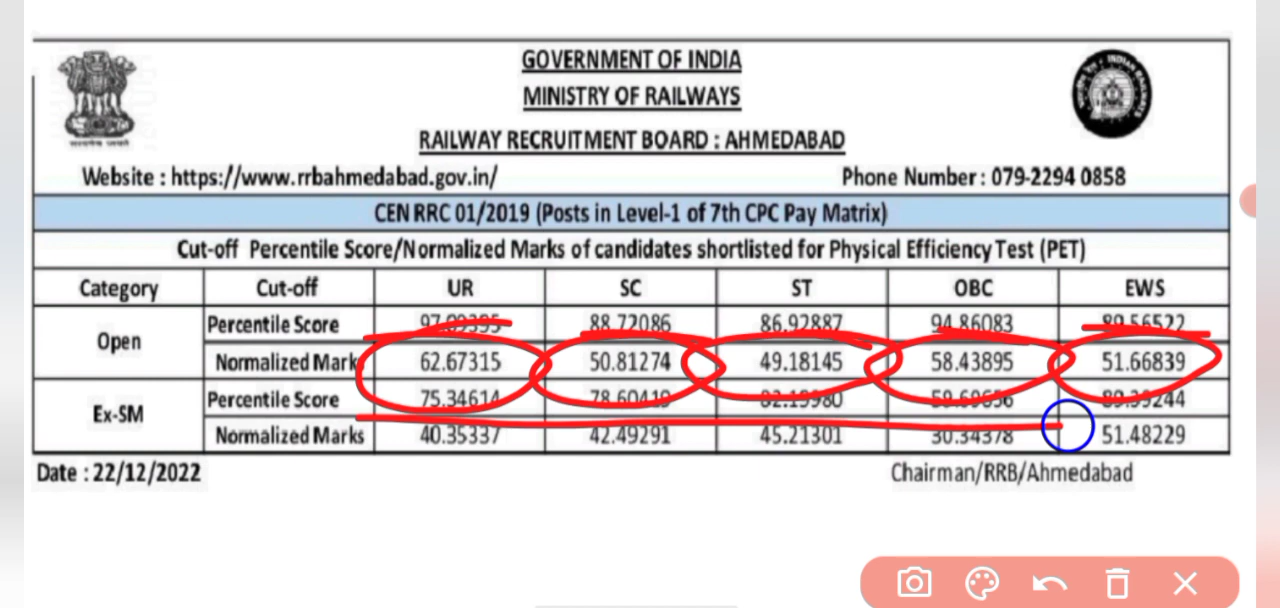 GOVERNMENT OF INDIA
MINISTRY OF RAILWAYS
RAILWAY RECRUITMENT BOARD : AHMEDABAD
Website : https://www.rrbahmedabad.gov.in/ Phone Number : 079-2294 0858
CEN RRC 01/2019 (Posts in Level-1 of 7th CPC Pay Matrix)
Cut-off Percentile Score/Normalized Marks of candidates shortlisted for Physical Efficiency Test (PET)
Category Cut-off UR SC ST OBC EWS
Open Percentile Score 88.72086 86.92887 94.86083
Normalized Mark 62.67315 50.81274 49.18145 58.43895 51.66839
Ex-SM Percentile Score 75.34614
Normalized Marks 40.35337 42.49291 45.21301 30.34378 51.48229
Date : 22/12/2022 Chairman/RRB/Ahmedabad